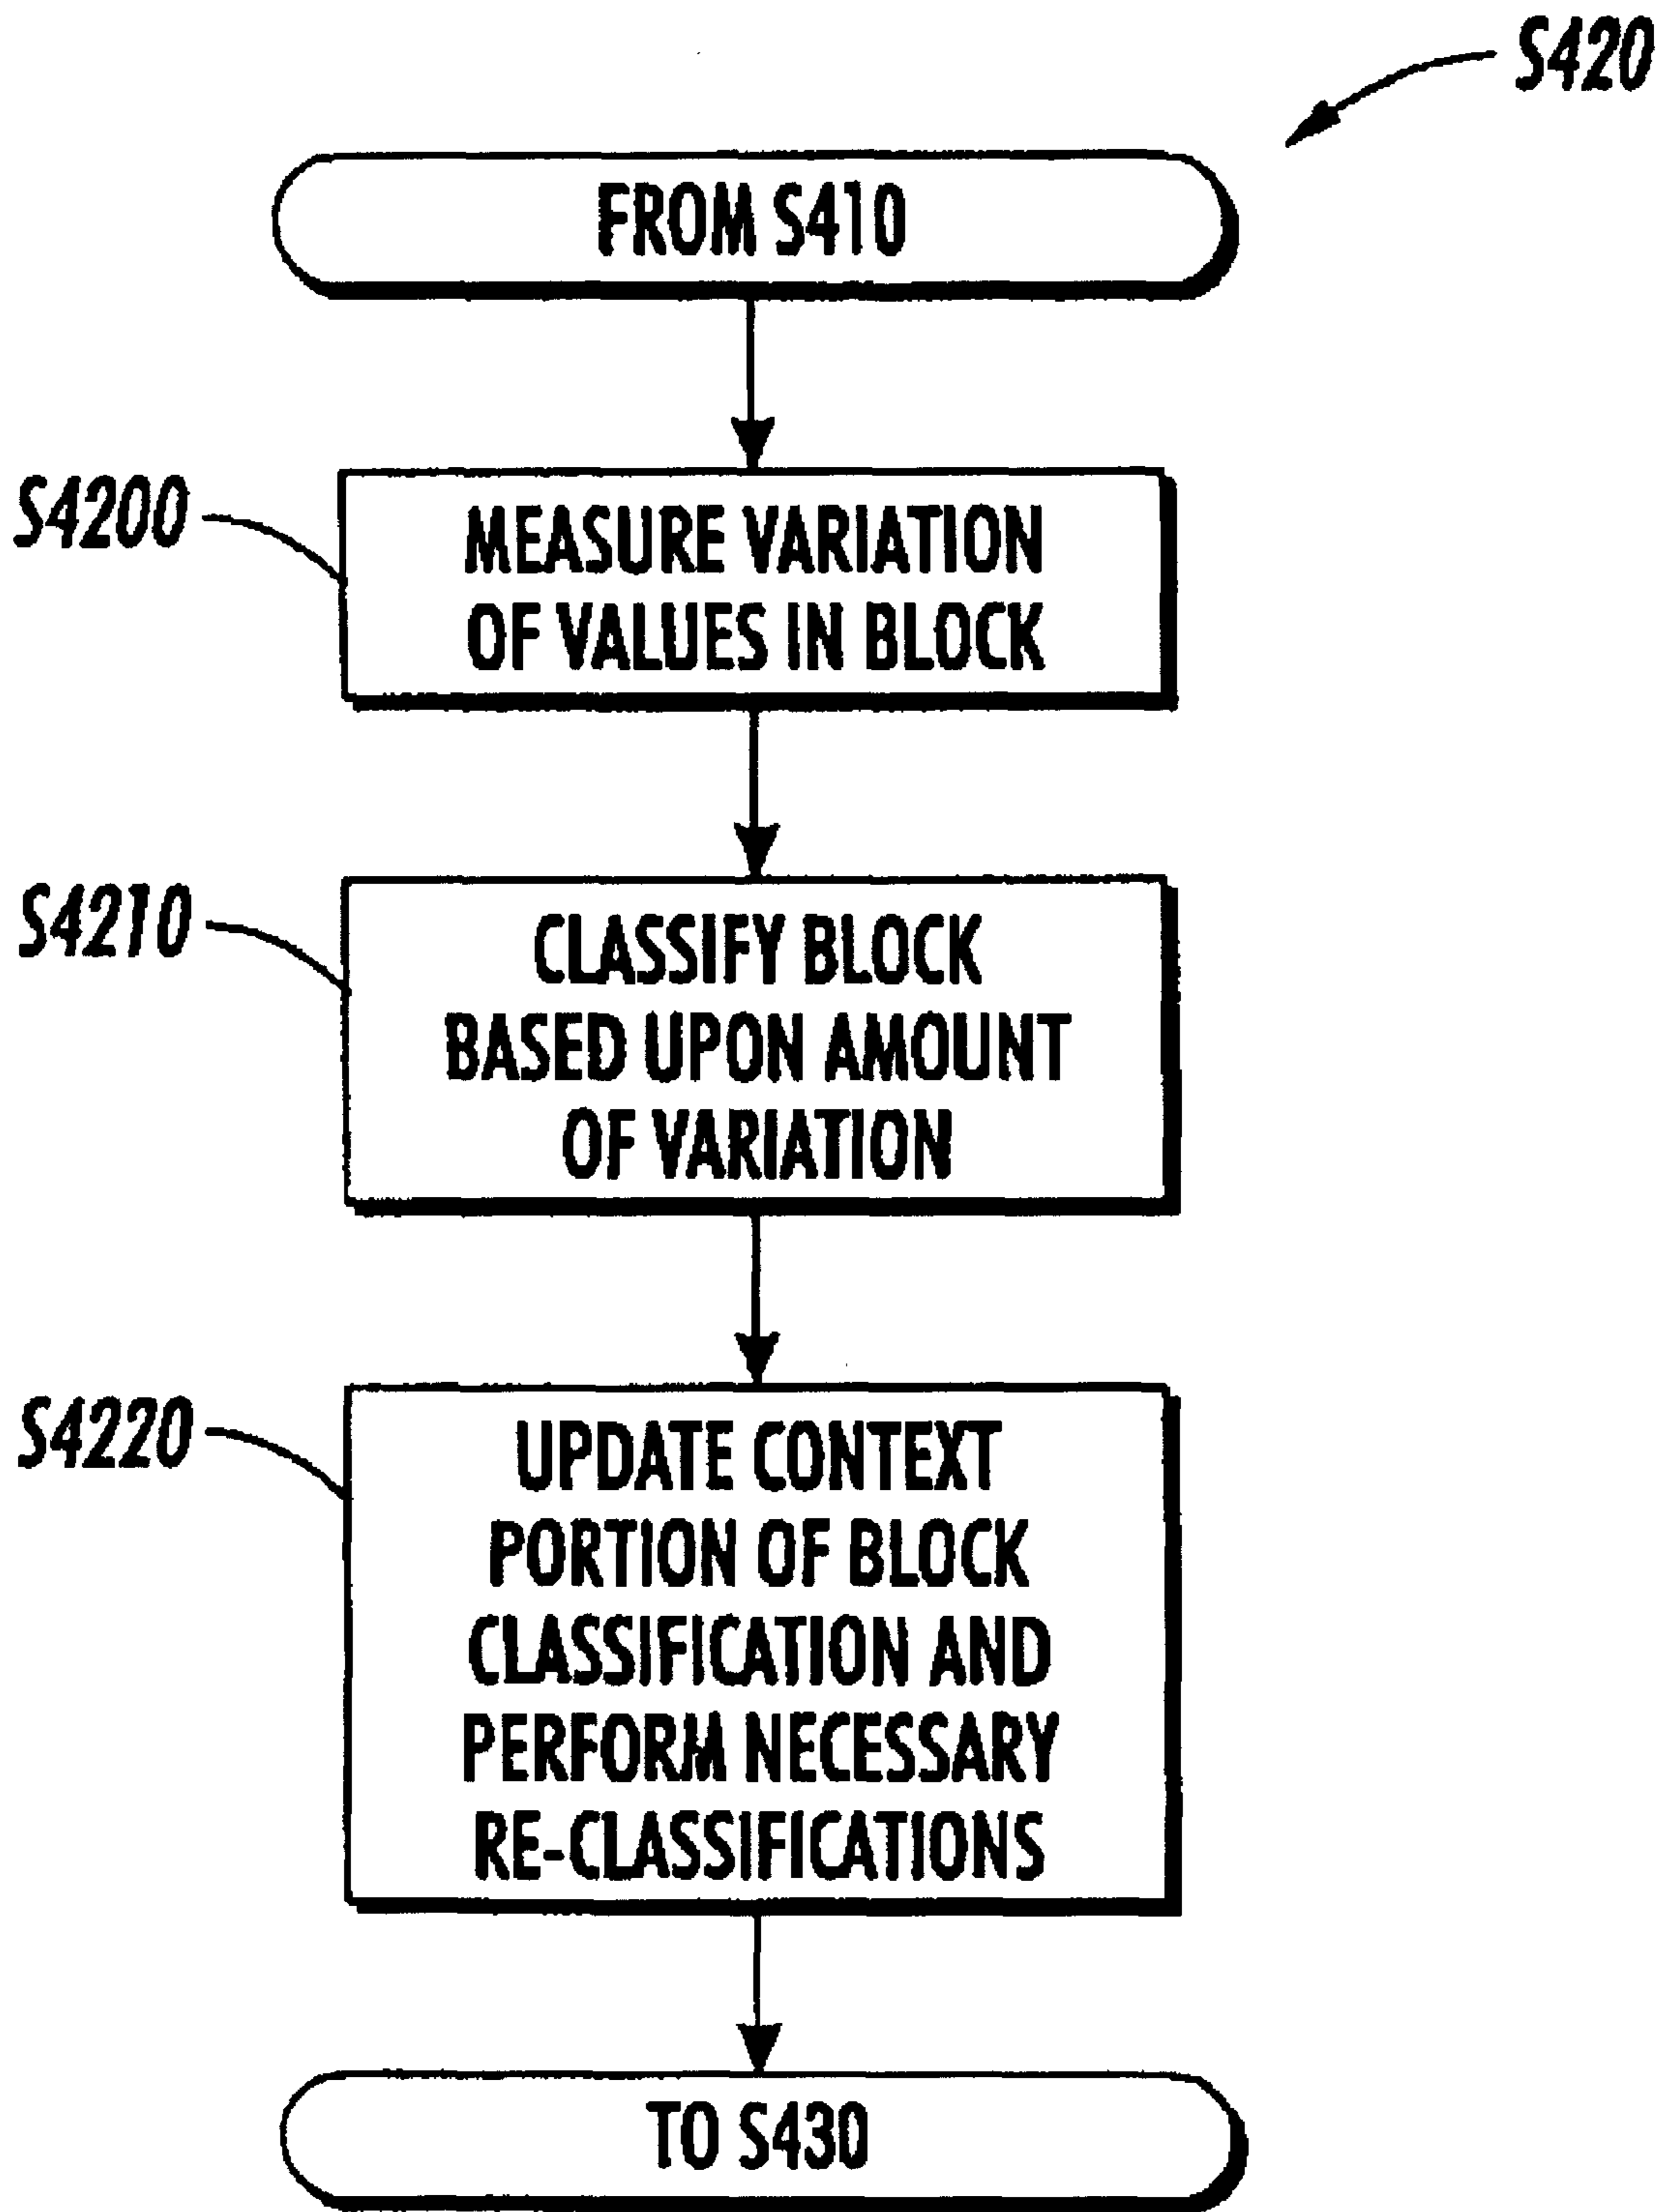 S420
FROM S410
S4200
MEASURE VARIATION
OF VALUES IN BLOCK
S4210
CLASSIFY BLOCK
BASED UPON AMOUNT
OF VARIATION
S4220
UPDATE CONTEXT
PORTION OF BLOCK
CLASSIFICATION AND
PERFORM NECESSARY
RE-CLASSIFICATIONS
TO S430